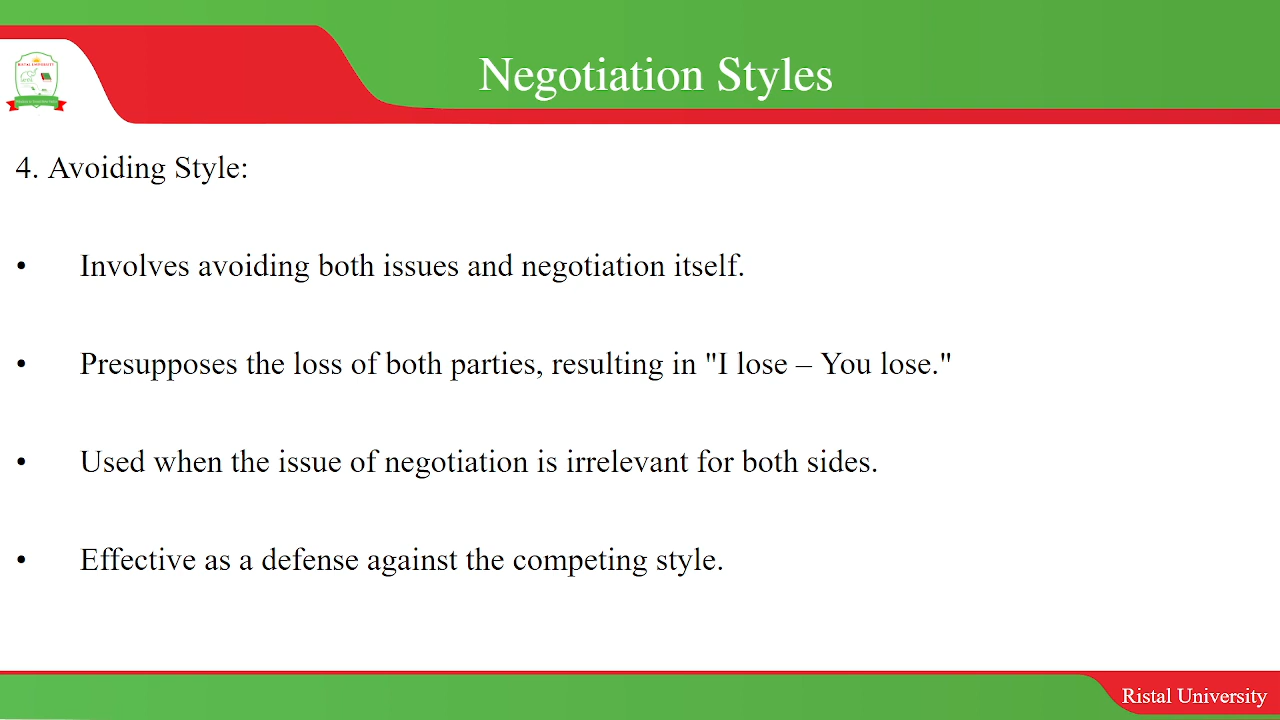 Negotiation Styles
RISTAL UNIVERSITY
4. Avoiding Style:
• Involves avoiding both issues and negotiation itself.
• Presupposes the loss of both parties, resulting in "I lose – You lose."
• Used when the issue of negotiation is irrelevant for both sides.
• Effective as a defense against the competing style.
Ristal University